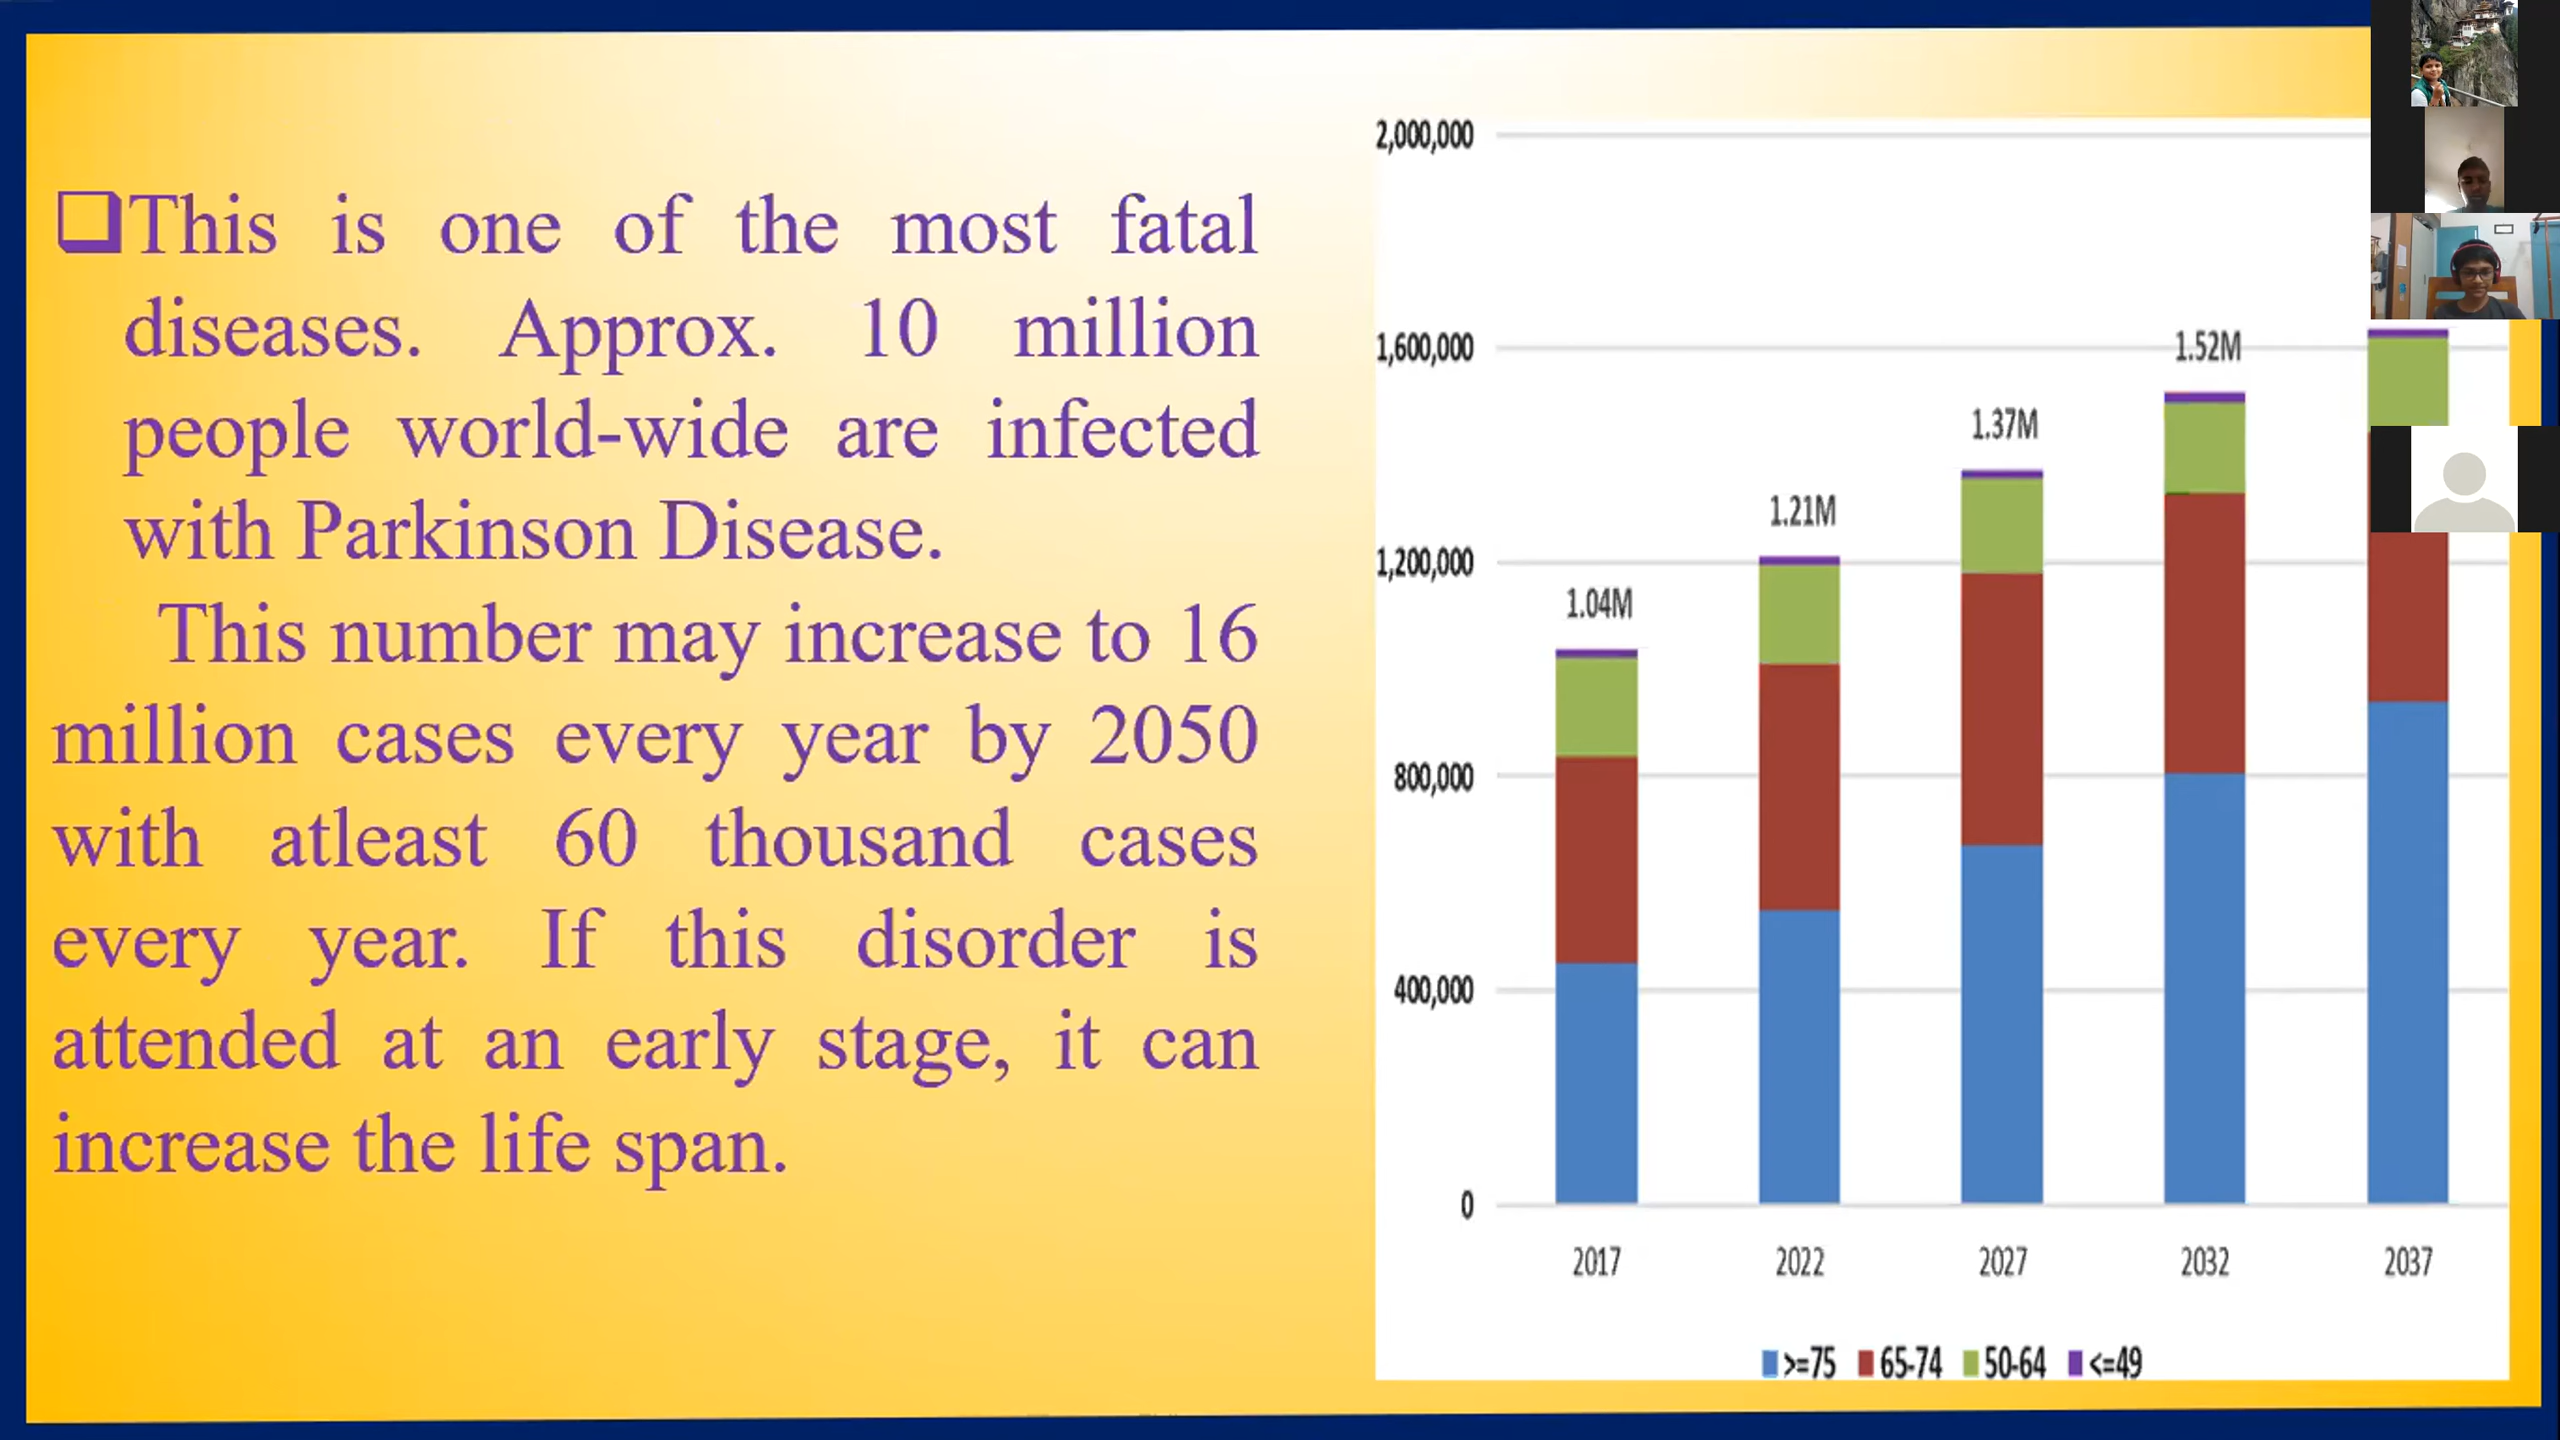 This is one of the most fatal
diseases. Approx. 10 million
people world-wide are infected
with Parkinson Disease.
This number may increase to 16
million cases every year by 2050
with atleast 60 thousand cases
every year. If this disorder is
attended at an early stage, it can
increase the life span.
2,000,000
1,600,000
1,200,000
800,000
400,000
0
1.04M
1.21M
1.37M
1.52M
2017 2022 2027 2032 2037
>=75 65-74 50-64 <=49